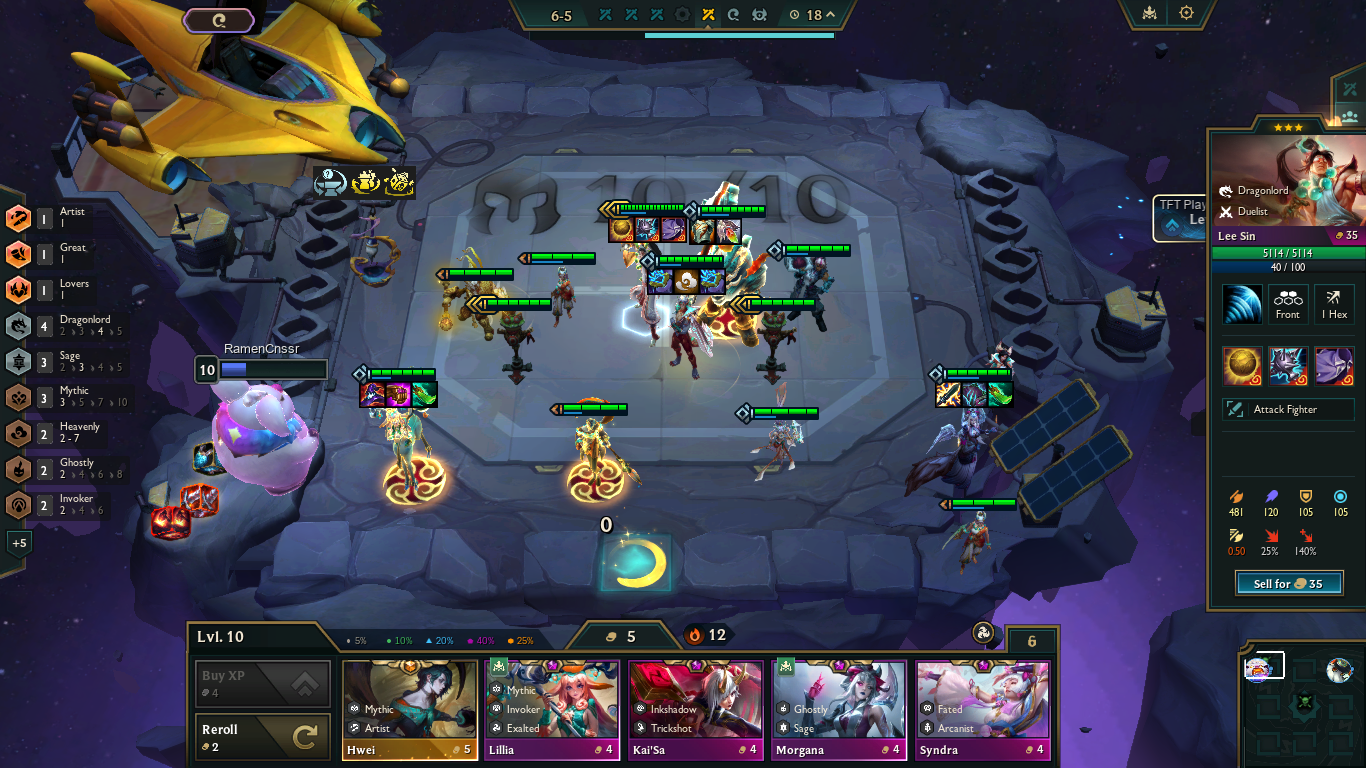 6-5
18
10/10
TFT Play
Le
Dragonlord
Duelist
Lee Sin
35
5114 / 5114
40 / 100
Front
1 Hex
Attack Fighter
481
120
105
105
0.50
25%
140%
Sell for 35
1
Artist
1
1
Great,
1
1
Lovers
1
4
Dragonlord
2 3 4 5
3
Sage
2 3 4 5
3
Mythic
3 5 7 10
2
Heavenly
2 - 7
2
Ghostly
2 4 6 8
2
Invoker
2 4 6
+5
RamenCnssr
10
0
Lvl. 10
5%
10%
20%
40%
25%
5
12
6
Buy XP
4
Reroll
2
Mythic
Artist
Hwei
5
Mythic
Invoker
Exalted
Lillia
4
Inkshadow
Trickshot
Kai'Sa
4
Ghostly
Sage
Morgana
4
Fated
Arcanist
Syndra
4